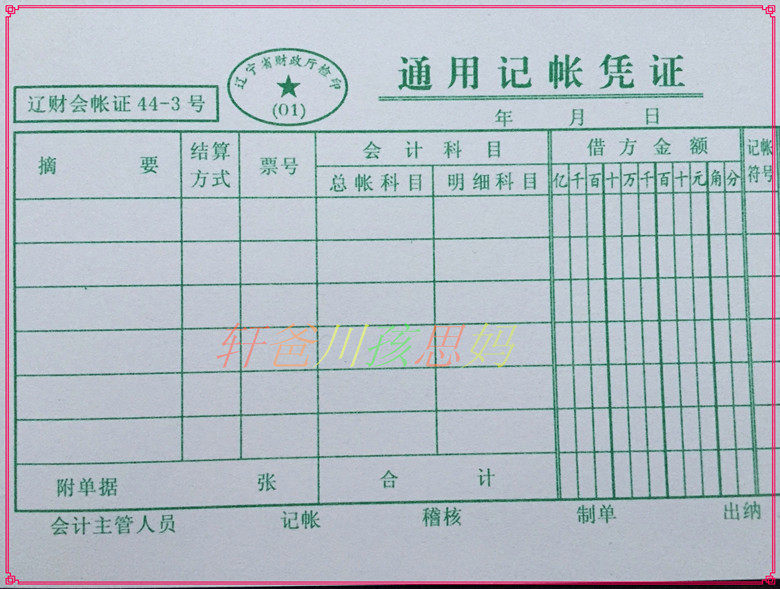 辽宁省财政厅检印
(01)
通用记帐凭证
辽财会帐证 44-3 号
年 月 日
摘 要 结算方式 票号 会计科目 借方金额 记帐符号
总帐科目 明细科目 亿千百十万千百十元角分
轩爸川孩思妈
附单据 张 合 计
会计主管人员 记帐 稽核 制单 出纳